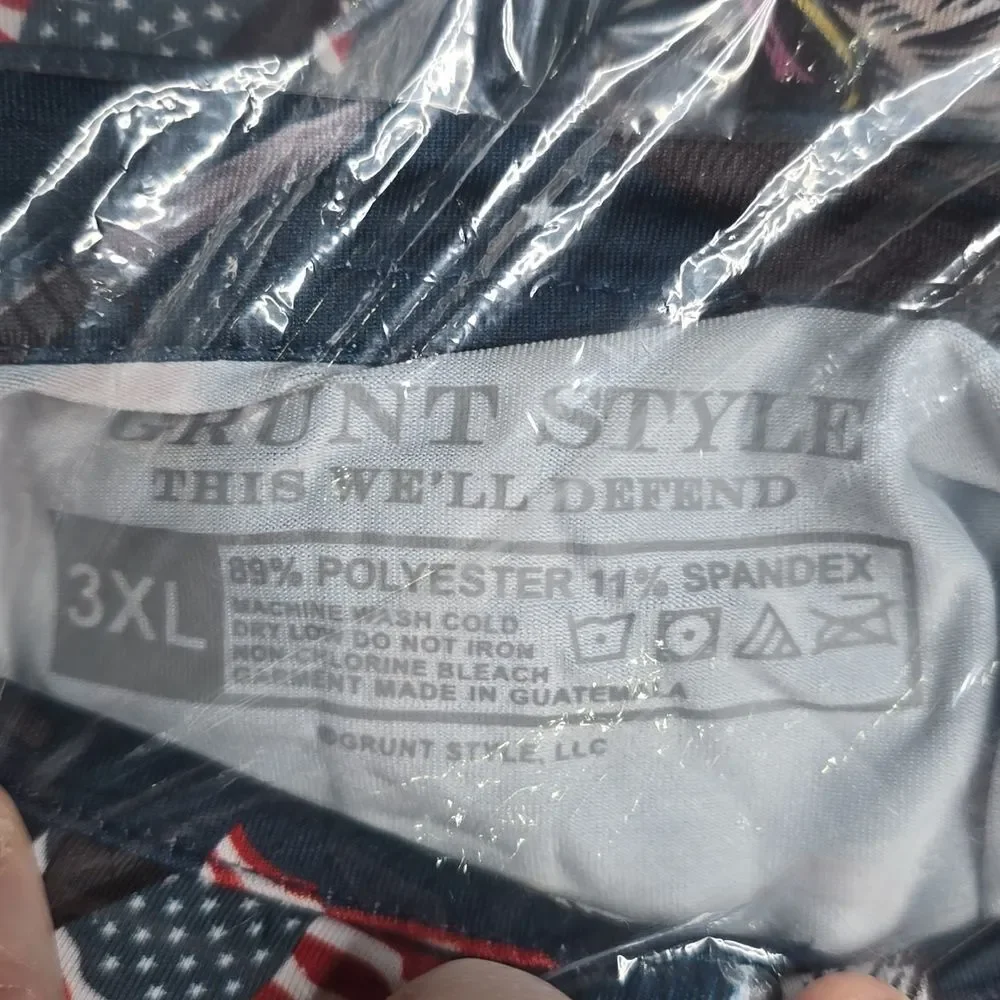 GRUNT STYLE
THIS WE'LL DEFEND
3XL
89% POLYESTER 11% SPANDEX
MACHINE WASH COLD
DRY LOW DO NOT IRON
NON CHLORINE BLEACH
GARMENT MADE IN GUATEMALA
©GRUNT STYLE, LLC